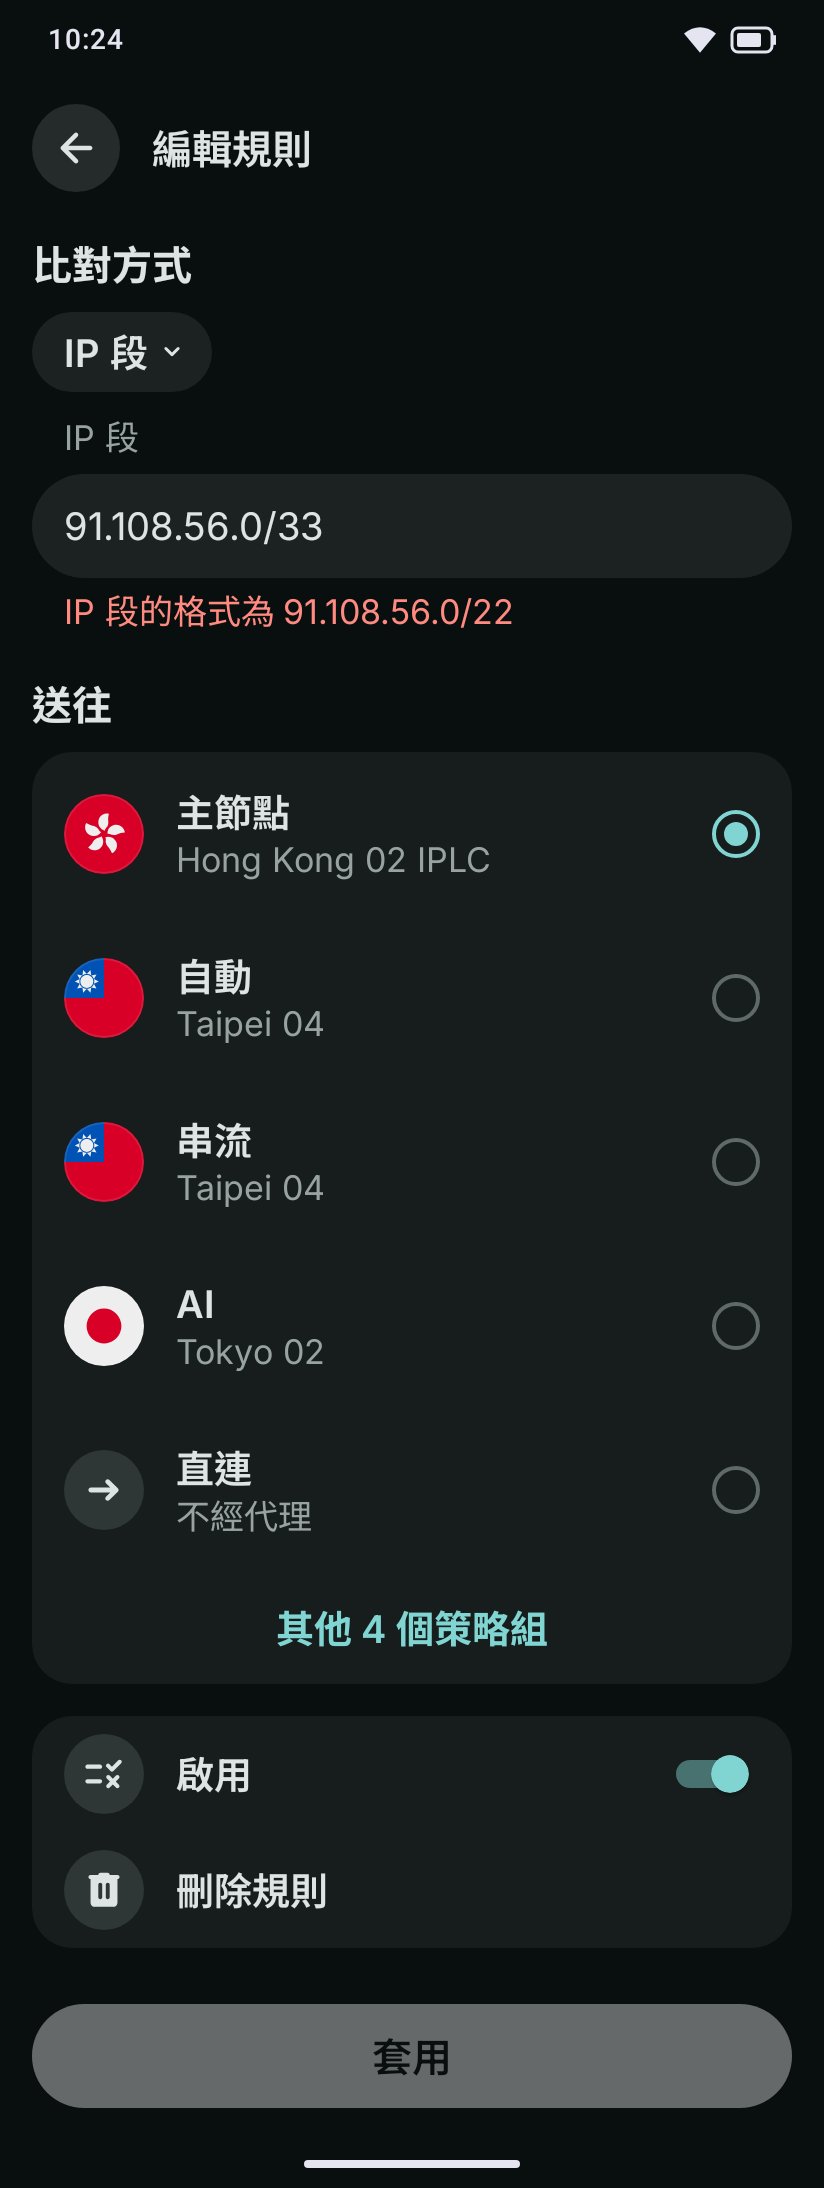 10:24
編輯規則
比對方式
IP 段
IP 段
91.108.56.0/33
IP 段的格式為 91.108.56.0/22
送往
主節點
Hong Kong 02 IPLC
自動
Taipei 04
串流
Taipei 04
AI
Tokyo 02
直連
不經代理
其他 4 個策略組
啟用
刪除規則
套用